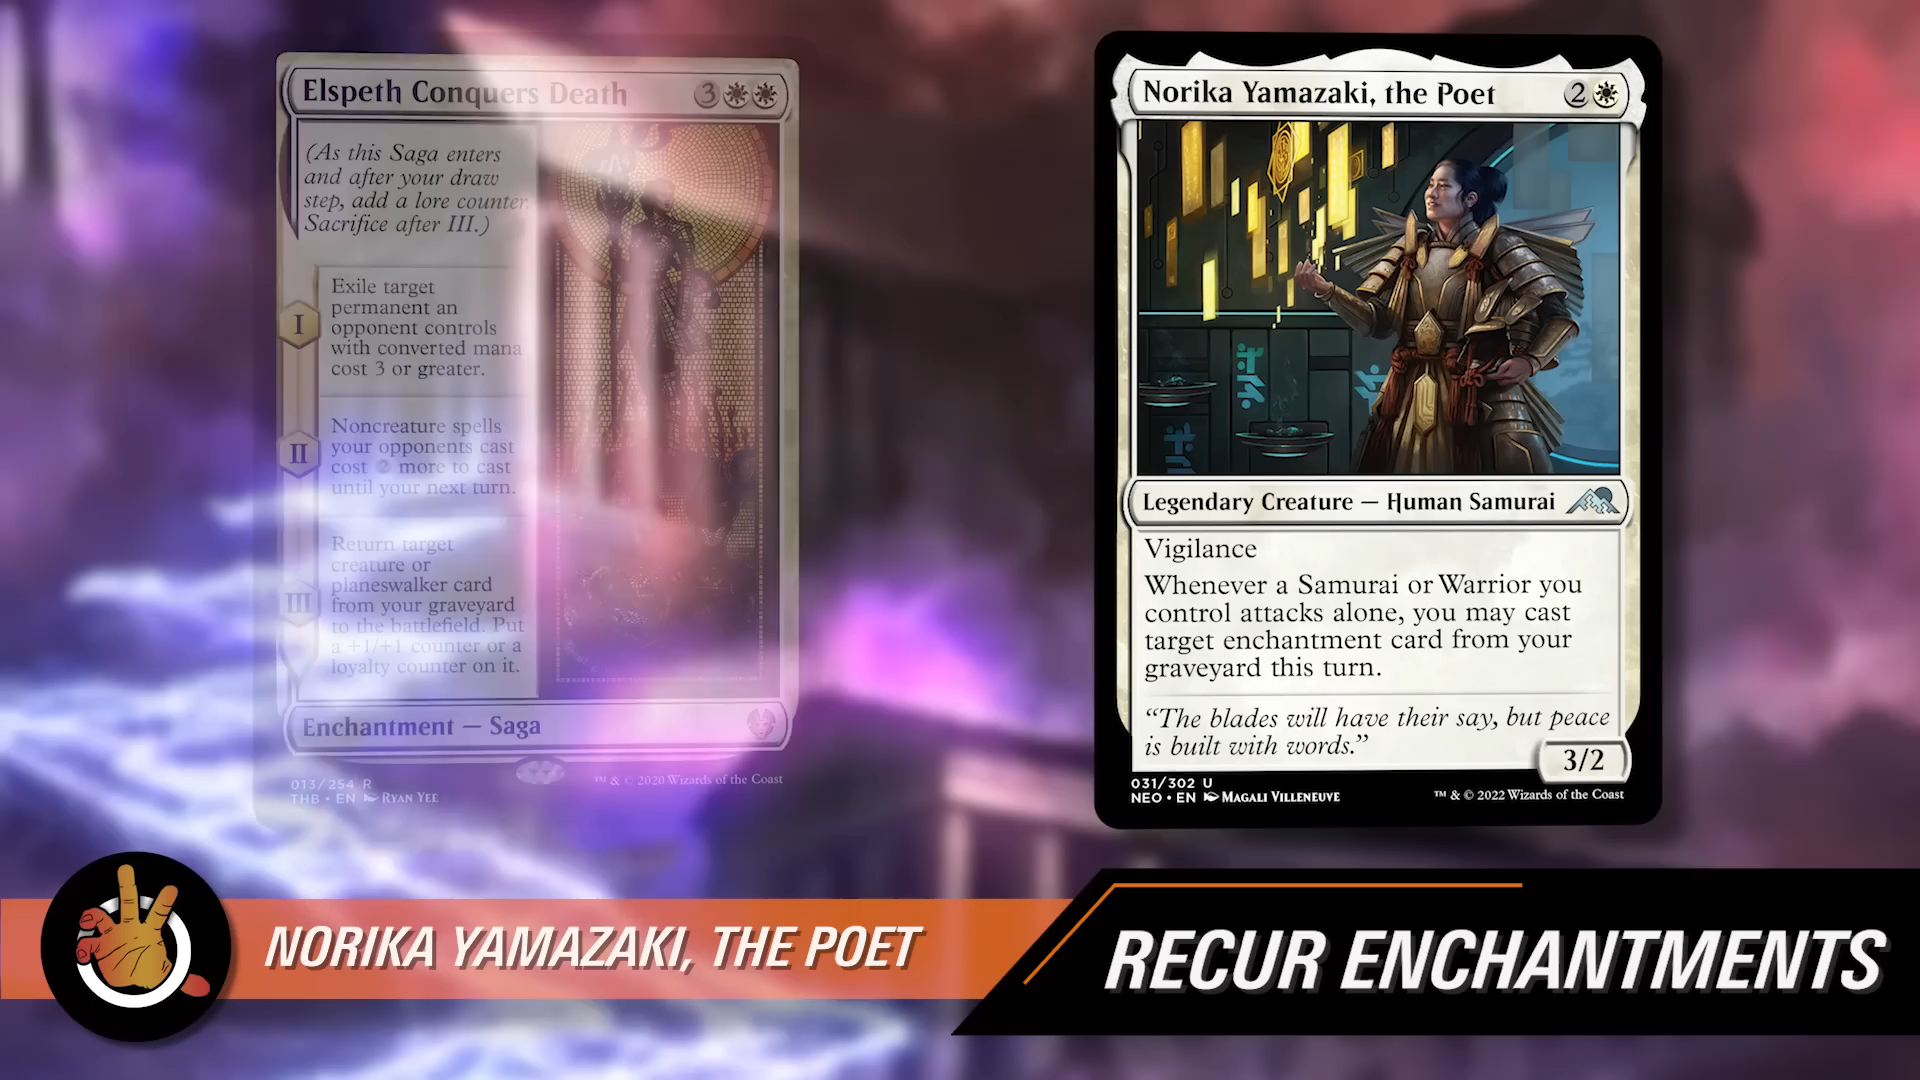 Elspeth Conquers Death 3
(As this Saga enters
and after your draw
step, add a lore counter.
Sacrifice after III.)
I
Exile target
permanent an
opponent controls
with converted mana
cost 3 or greater.
II
Noncreature spells
your opponents cast
cost 2 more to cast
until your next turn.
III
Return target
creature or
planeswalker card
from your graveyard
to the battlefield. Put
a +1/+1 counter or a
loyalty counter on it.
Enchantment — Saga
013/254 R
THB • EN RYAN YEE
™ & © 2020 Wizards of the Coast
Norika Yamazaki, the Poet 2
Legendary Creature — Human Samurai
Vigilance
Whenever a Samurai or Warrior you
control attacks alone, you may cast
target enchantment card from your
graveyard this turn.
“The blades will have their say, but peace
is built with words.”
3/2
031/302 U
NEO • EN MAGALI VILLENEUVE
™ & © 2022 Wizards of the Coast
NORIKA YAMAZAKI, THE POET
RECUR ENCHANTMENTS